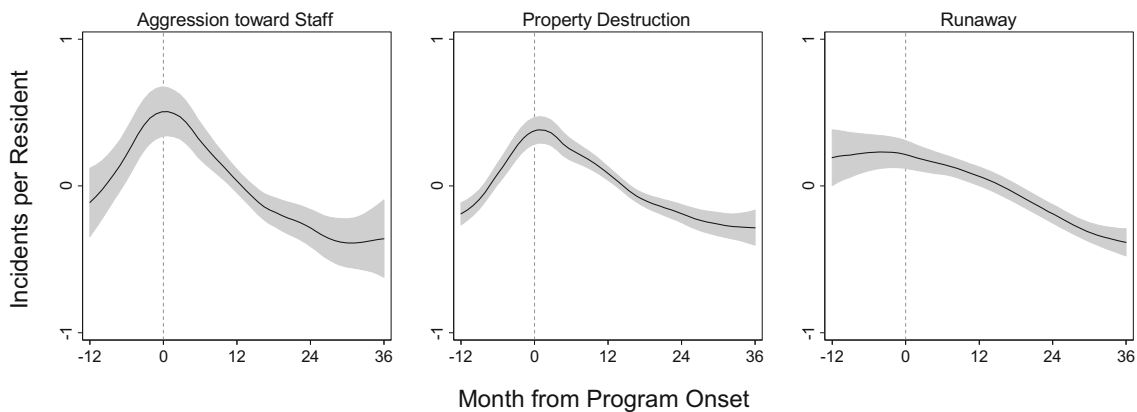 Aggression toward Staff
Property Destruction
Runaway
Incidents per Resident
1
0
-1
-12 0 12 24 36
1
0
-1
-12 0 12 24 36
1
0
-1
-12 0 12 24 36
Month from Program Onset